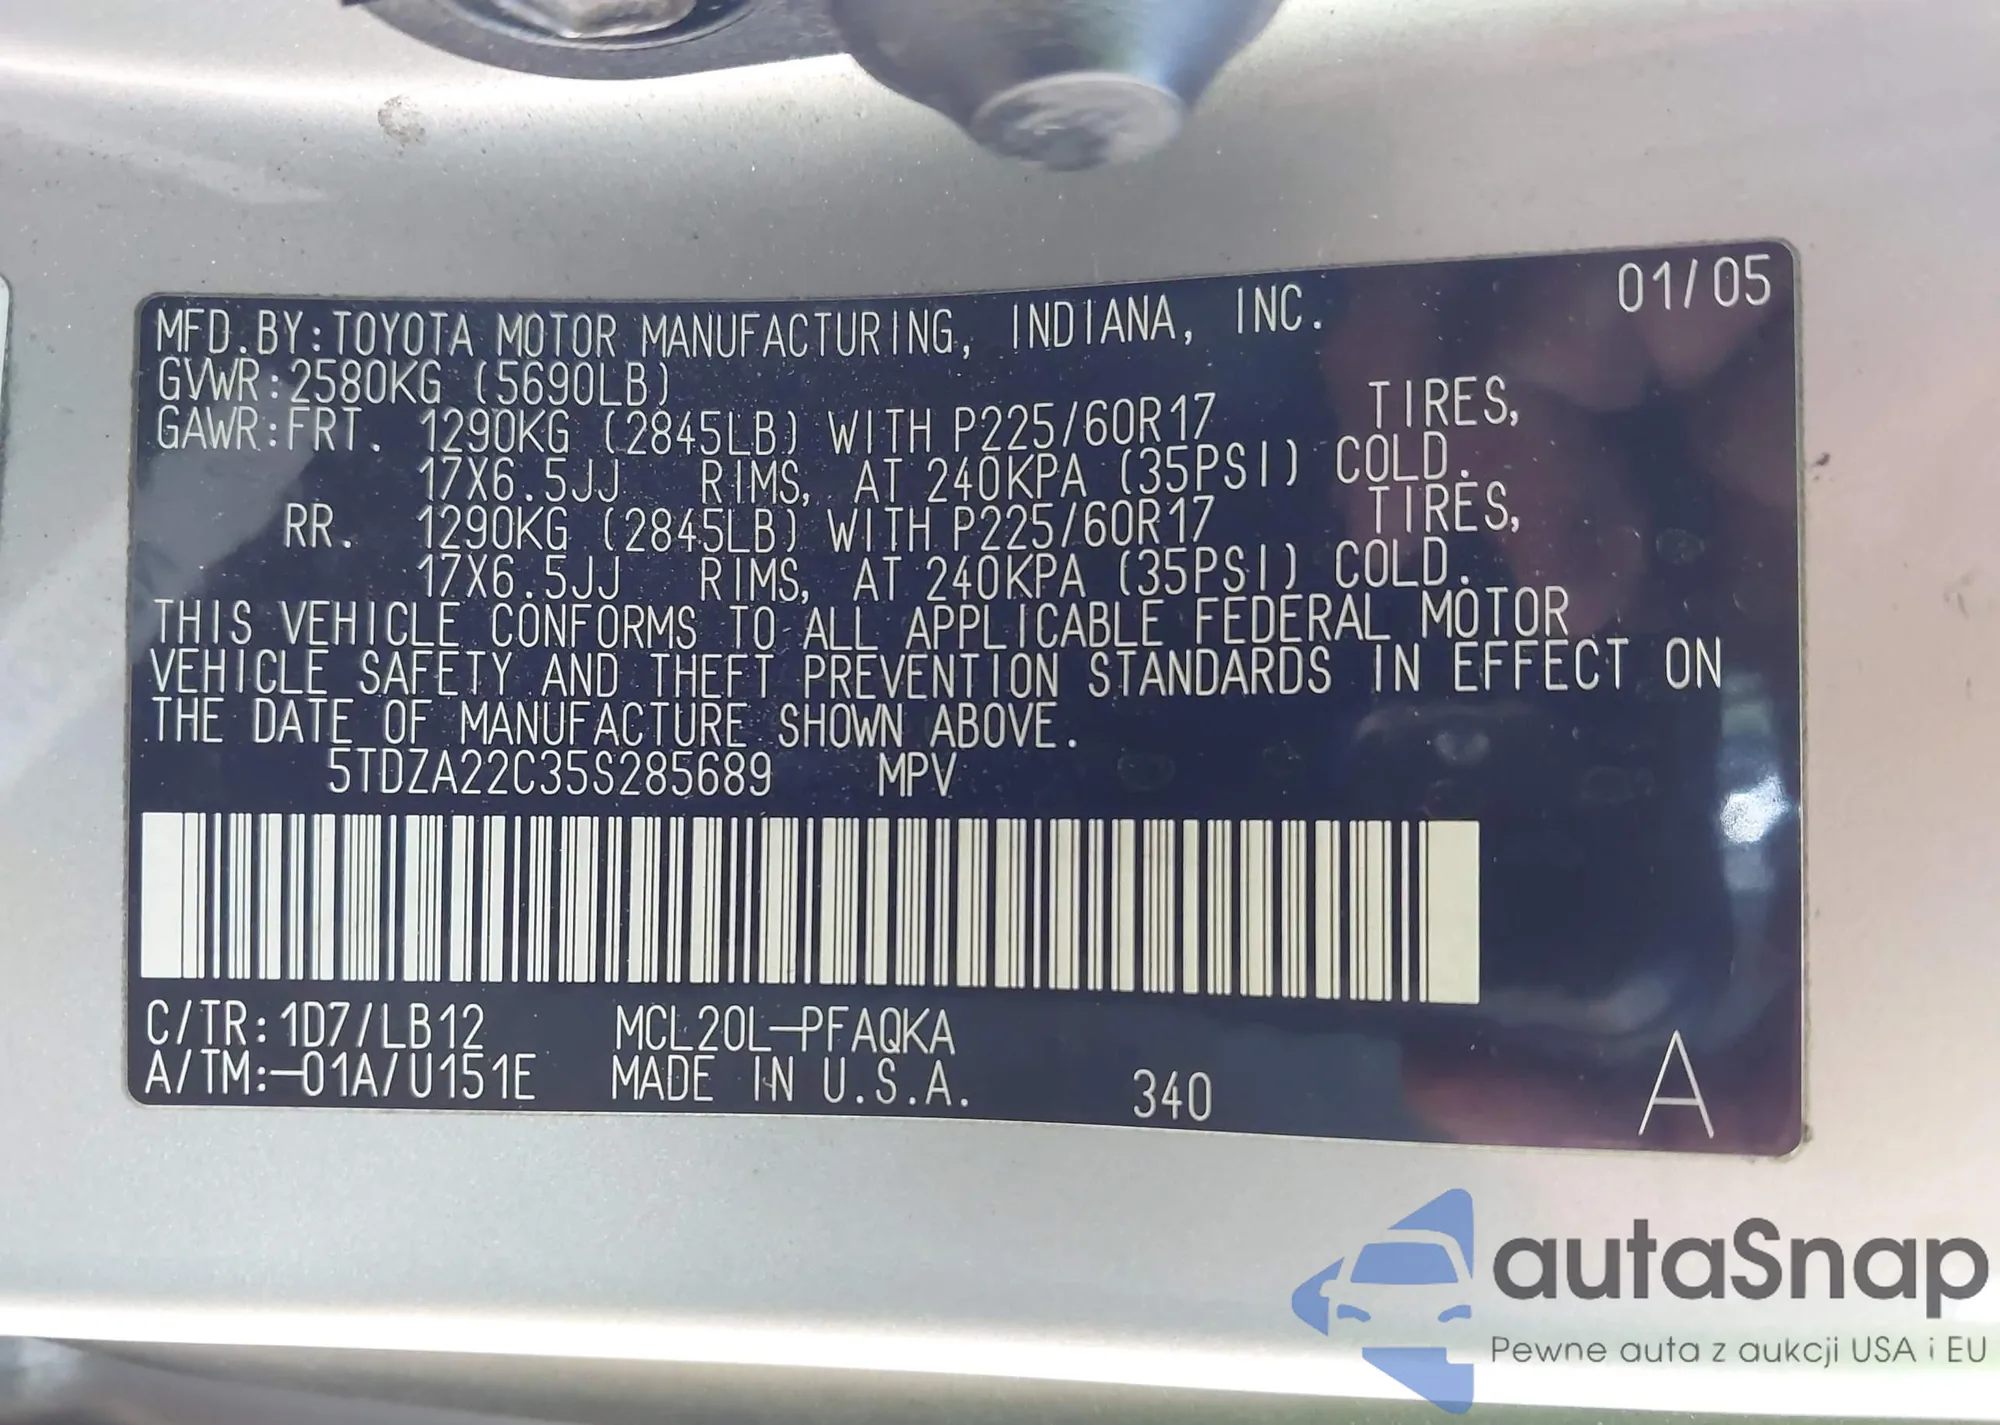 01/05
MFD.BY:TOYOTA MOTOR MANUFACTURING, INDIANA, INC.
GVWR:2580KG (5690LB)
GAWR:FRT. 1290KG (2845LB) WITH P225/60R17 TIRES,
17X6.5JJ RIMS, AT 240KPA (35PSI) COLD.
RR. 1290KG (2845LB) WITH P225/60R17 TIRES,
17X6.5JJ RIMS, AT 240KPA (35PSI) COLD.
THIS VEHICLE CONFORMS TO ALL APPLICABLE FEDERAL MOTOR
VEHICLE SAFETY AND THEFT PREVENTION STANDARDS IN EFFECT ON
THE DATE OF MANUFACTURE SHOWN ABOVE.
5TDZA22C35S285689 MPV
C/TR:1D7/LB12 MCL20L-PFAQKA
A/TM:-01A/U151E MADE IN U.S.A. 340 A
autaSnap
Pewne auta z aukcji USA i EU